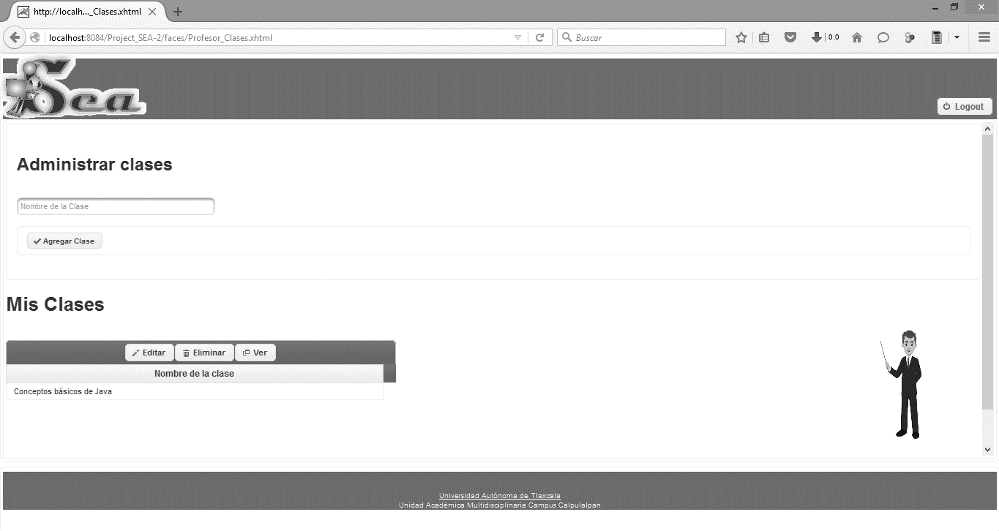 http://localh..._Clases.xhtml
localhost:8084/Project_SEA-2/faces/Profesor_Clases.xhtml
Buscar
0:0
Sea
Logout
Administrar clases
Nombre de la Clase
Agregar Clase
Mis Clases
Editar Eliminar Ver
Nombre de la clase
Conceptos básicos de Java
Universidad Autónoma de Tlaxcala
Unidad Académica Multidisciplinaria Campus Calpulalpan